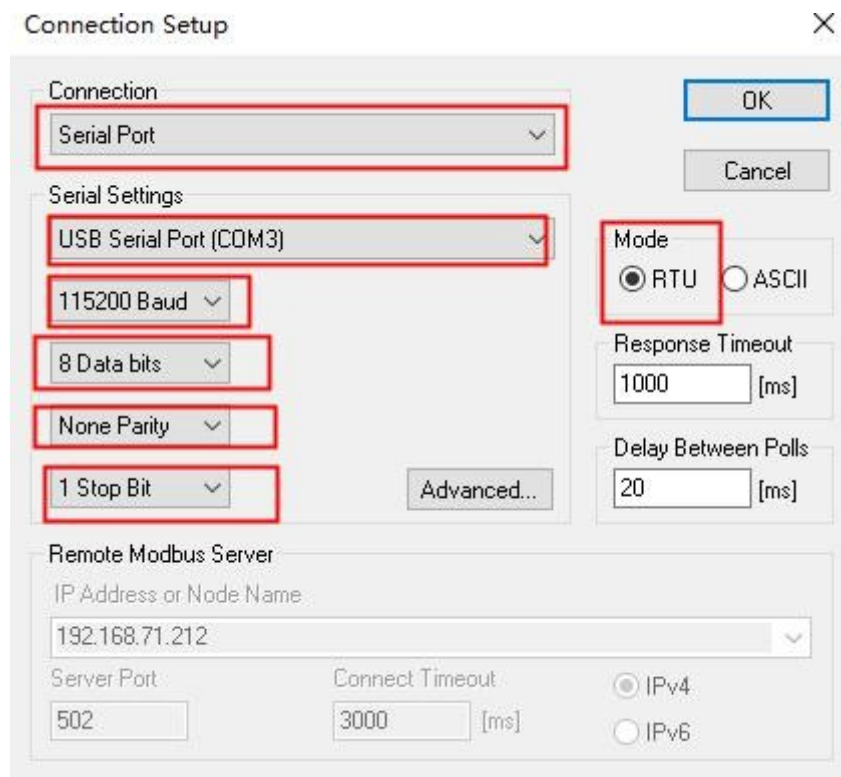 Connection Setup
Connection
Serial Port
OK
Cancel
Serial Settings
USB Serial Port (COM3)
Mode
RTU ASCII
115200 Baud
8 Data bits
Response Timeout
1000 [ms]
None Parity
Delay Between Polls
1 Stop Bit
Advanced...
20 [ms]
Remote Modbus Server
IP Address or Node Name
192.168.71.212
Server Port Connect Timeout
502 3000 [ms]
IPv4
IPv6